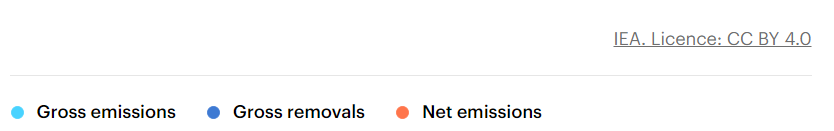 IEA. Licence: CC BY 4.0
Gross emissions Gross removals Net emissions